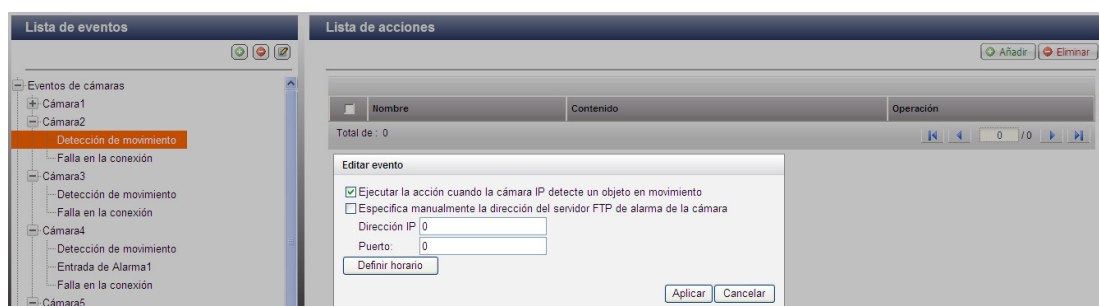 Lista de eventos
Eventos de cámaras
Cámara1
Cámara2
Detección de movimiento
Falla en la conexión
Cámara3
Detección de movimiento
Falla en la conexión
Cámara4
Detección de movimiento
Entrada de Alarma1
Falla en la conexión
Cámara5
Lista de acciones
Añadir Eliminar
Nombre Contenido Operación
Total de : 0 0 / 0
Editar evento
Ejecutar la acción cuando la cámara IP detecte un objeto en movimiento
Especifica manualmente la dirección del servidor FTP de alarma de la cámara
Dirección IP 0
Puerto: 0
Definir horario
Aplicar Cancelar